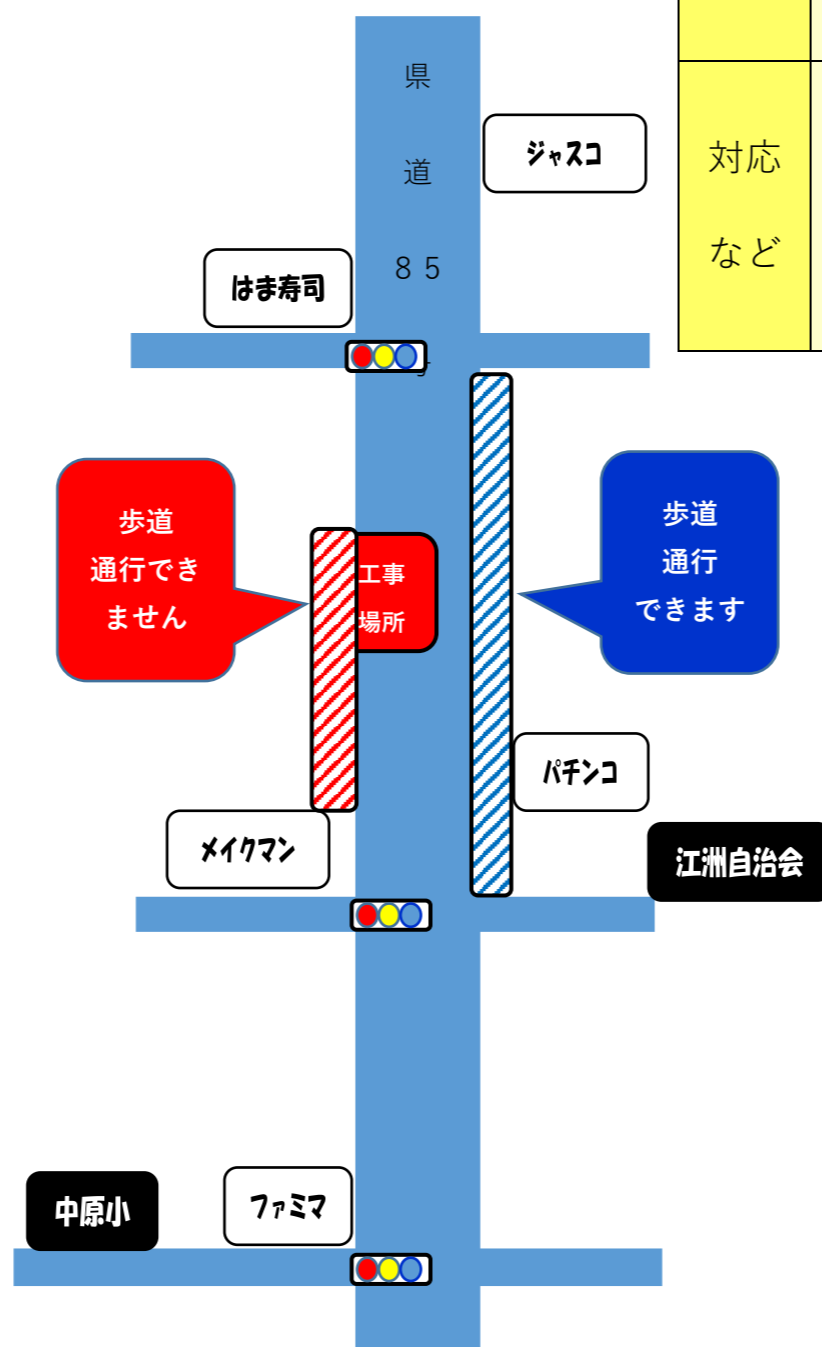 県
道
８５
ジャスコ
対応
など
はま寿司
歩道
通行でき
ません
工事
場所
歩道
通行
できます
パチンコ
メイクマン
江洲自治会
中原小
ファミマ